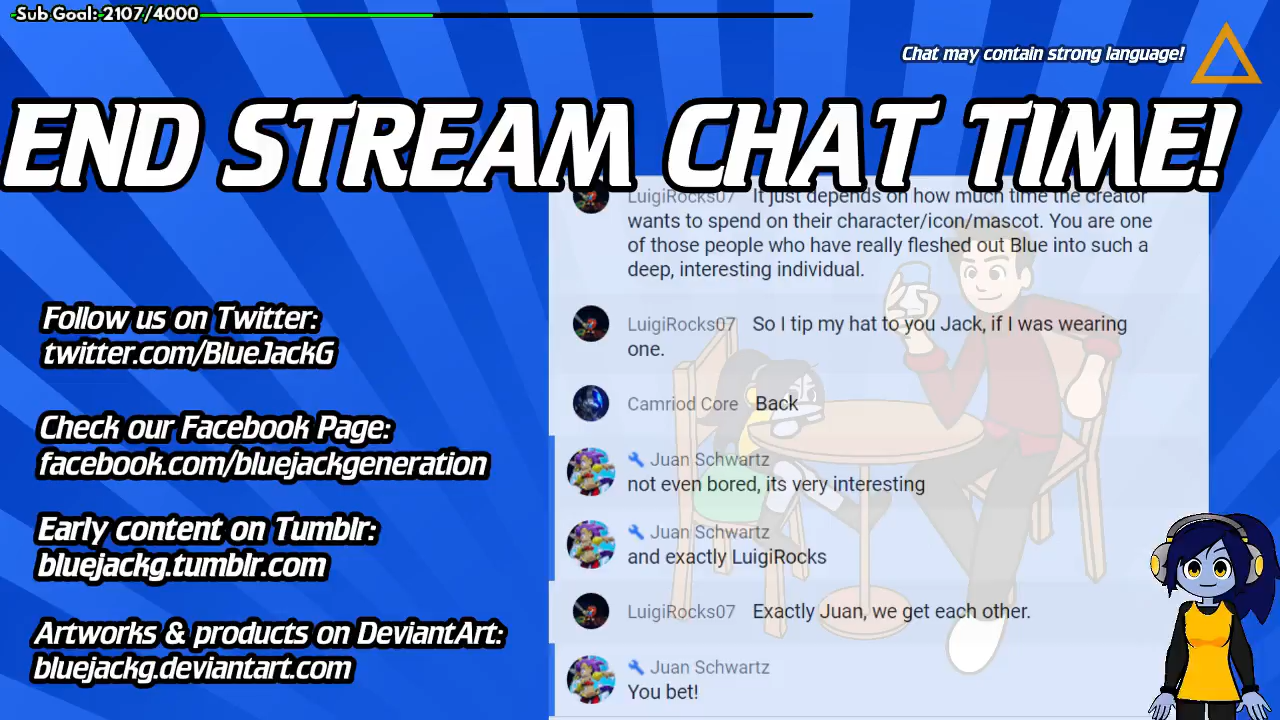 Sub Goal: 2107/4000
Chat may contain strong language!
END STREAM CHAT TIME!
LuigiRocks07 It just depends on how much time the creator
wants to spend on their character/icon/mascot. You are one
of those people who have really fleshed out Blue into such a
deep, interesting individual.
LuigiRocks07 So I tip my hat to you Jack, if I was wearing
one.
Camriod Core Back
Juan Schwartz
not even bored, its very interesting
Juan Schwartz
and exactly LuigiRocks
LuigiRocks07 Exactly Juan, we get each other.
Juan Schwartz
You bet!
Follow us on Twitter:
twitter.com/BlueJackG
Check our Facebook Page:
facebook.com/bluejackgeneration
Early content on Tumblr:
bluejackg.tumblr.com
Artworks & products on DeviantArt:
bluejackg.deviantart.com